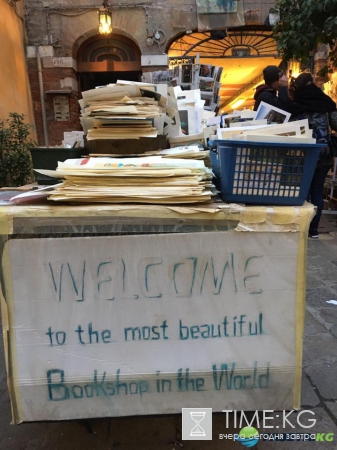 WELCOME
to the most beautiful
Bookshop in the World
TIME:KG
вчера сегодня завтра